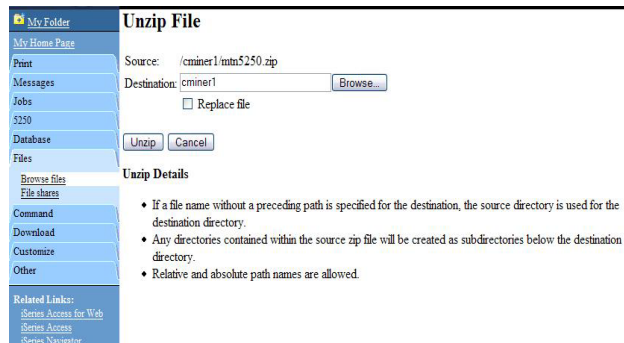 My Folder
My Home Page
Print
Messages
Jobs
5250
Database
Files
Browse files
File shares
Command
Download
Customize
Other
Related Links:
iSeries Access for Web
iSeries Access
iSeries Navigator
Unzip File
Source: /cminer1/mtn5250.zip
Destination: cminer1 Browse...
Replace file
Unzip Cancel
Unzip Details
If a file name without a preceding path is specified for the destination, the source directory is used for the
destination directory.
Any directories contained within the source zip file will be created as subdirectories below the destination
directory.
Relative and absolute path names are allowed.